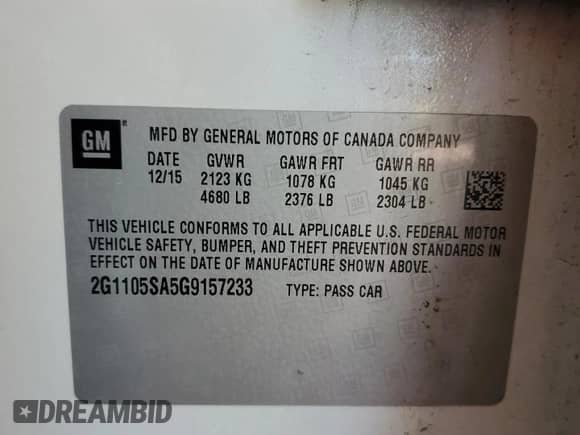 GM ®
MFD BY GENERAL MOTORS OF CANADA COMPANY
DATE GVWR GAWR FRT GAWR RR
12/15 2123 KG 1078 KG 1045 KG
4680 LB 2376 LB 2304 LB
THIS VEHICLE CONFORMS TO ALL APPLICABLE U.S. FEDERAL MOTOR
VEHICLE SAFETY, BUMPER, AND THEFT PREVENTION STANDARDS IN
EFFECT ON THE DATE OF MANUFACTURE SHOWN ABOVE.
2G1105SA5G9157233 TYPE: PASS CAR
DREAMBID